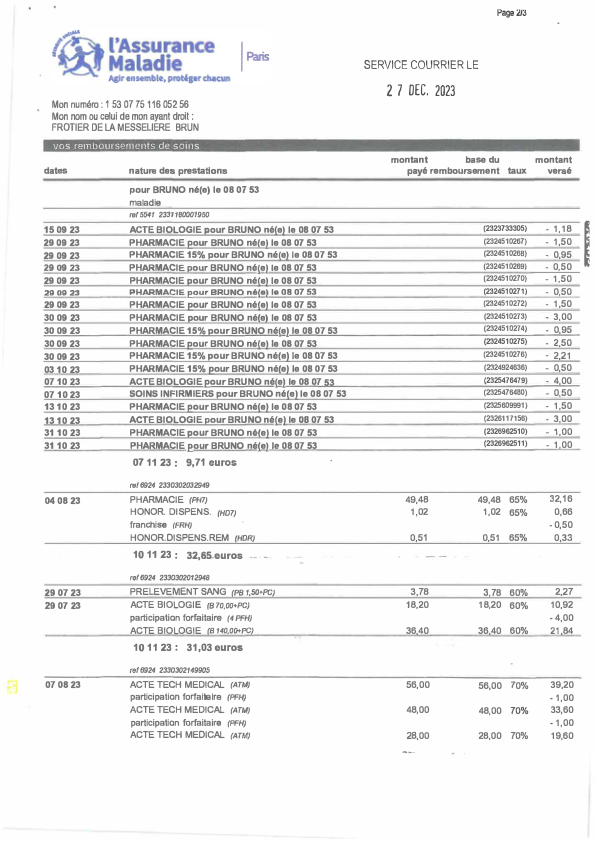 Page 2/3
SÉCURITÉ SOCIALE
l'Assurance
Maladie
Agir ensemble, protéger chacun
Paris
SERVICE COURRIER LE
27 DEC. 2023
Mon numéro : 1 53 07 75 116 052 56
Mon nom ou celui de mon ayant droit :
FROTIER DE LA MESSELIERE BRUN
vos remboursements de soins
dates nature des prestations montant payé base du remboursement taux montant versé
pour BRUNO né(e) le 08 07 53
maladie
ref 5541 2331180001950
15 09 23 ACTE BIOLOGIE pour BRUNO né(e) le 08 07 53 (2323733305) - 1,18
29 09 23 PHARMACIE pour BRUNO né(e) le 08 07 53 (2324510267) - 1,50
29 09 23 PHARMACIE 15% pour BRUNO né(e) le 08 07 53 (2324510268) - 0,95
29 09 23 PHARMACIE pour BRUNO né(e) le 08 07 53 (2324510269) - 0,50
29 09 23 PHARMACIE pour BRUNO né(e) le 08 07 53 (2324510270) - 1,50
29 09 23 PHARMACIE pour BRUNO né(e) le 08 07 53 (2324510271) - 0,50
29 09 23 PHARMACIE pour BRUNO né(e) le 08 07 53 (2324510272) - 1,50
30 09 23 PHARMACIE pour BRUNO né(e) le 08 07 53 (2324510273) - 3,00
30 09 23 PHARMACIE 15% pour BRUNO né(e) le 08 07 53 (2324510274) - 0,95
30 09 23 PHARMACIE pour BRUNO né(e) le 08 07 53 (2324510275) - 2,50
30 09 23 PHARMACIE 15% pour BRUNO né(e) le 08 07 53 (2324510276) - 2,21
03 10 23 PHARMACIE 15% pour BRUNO né(e) le 08 07 53 (2324924636) - 0,50
07 10 23 ACTE BIOLOGIE pour BRUNO né(e) le 08 07 53 (2325476479) - 4,00
07 10 23 SOINS INFIRMIERS pour BRUNO né(e) le 08 07 53 (2325476480) - 0,50
13 10 23 PHARMACIE pour BRUNO né(e) le 08 07 53 (2325609991) - 1,50
13 10 23 ACTE BIOLOGIE pour BRUNO né(e) le 08 07 53 (2326117156) - 3,00
31 10 23 PHARMACIE pour BRUNO né(e) le 08 07 53 (2326962510) - 1,00
31 10 23 PHARMACIE pour BRUNO né(e) le 08 07 53 (2326962511) - 1,00
07 11 23 : 9,71 euros
ref 6924 2330302032949
04 08 23 PHARMACIE (PH7) 49,48 49,48 65% 32,16
HONOR. DISPENS. (HD7) 1,02 1,02 65% 0,66
franchise (FRH) - 0,50
HONOR.DISPENS.REM (HDR) 0,51 0,51 65% 0,33
10 11 23 : 32,65 euros
ref 6924 2330302012948
29 07 23 PRELEVEMENT SANG (PB 1,50+PC) 3,78 3,78 60% 2,27
29 07 23 ACTE BIOLOGIE (B 70,00+PC) 18,20 18,20 60% 10,92
participation forfaitaire (4 PFH) - 4,00
ACTE BIOLOGIE (B 140,00+PC) 36,40 36,40 60% 21,84
10 11 23 : 31,03 euros
ref 6924 2330302149905
07 08 23 ACTE TECH MEDICAL (ATM) 56,00 56,00 70% 39,20
participation forfaitaire (PFH) - 1,00
ACTE TECH MEDICAL (ATM) 48,00 48,00 70% 33,60
participation forfaitaire (PFH) - 1,00
ACTE TECH MEDICAL (ATM) 28,00 28,00 70% 19,60